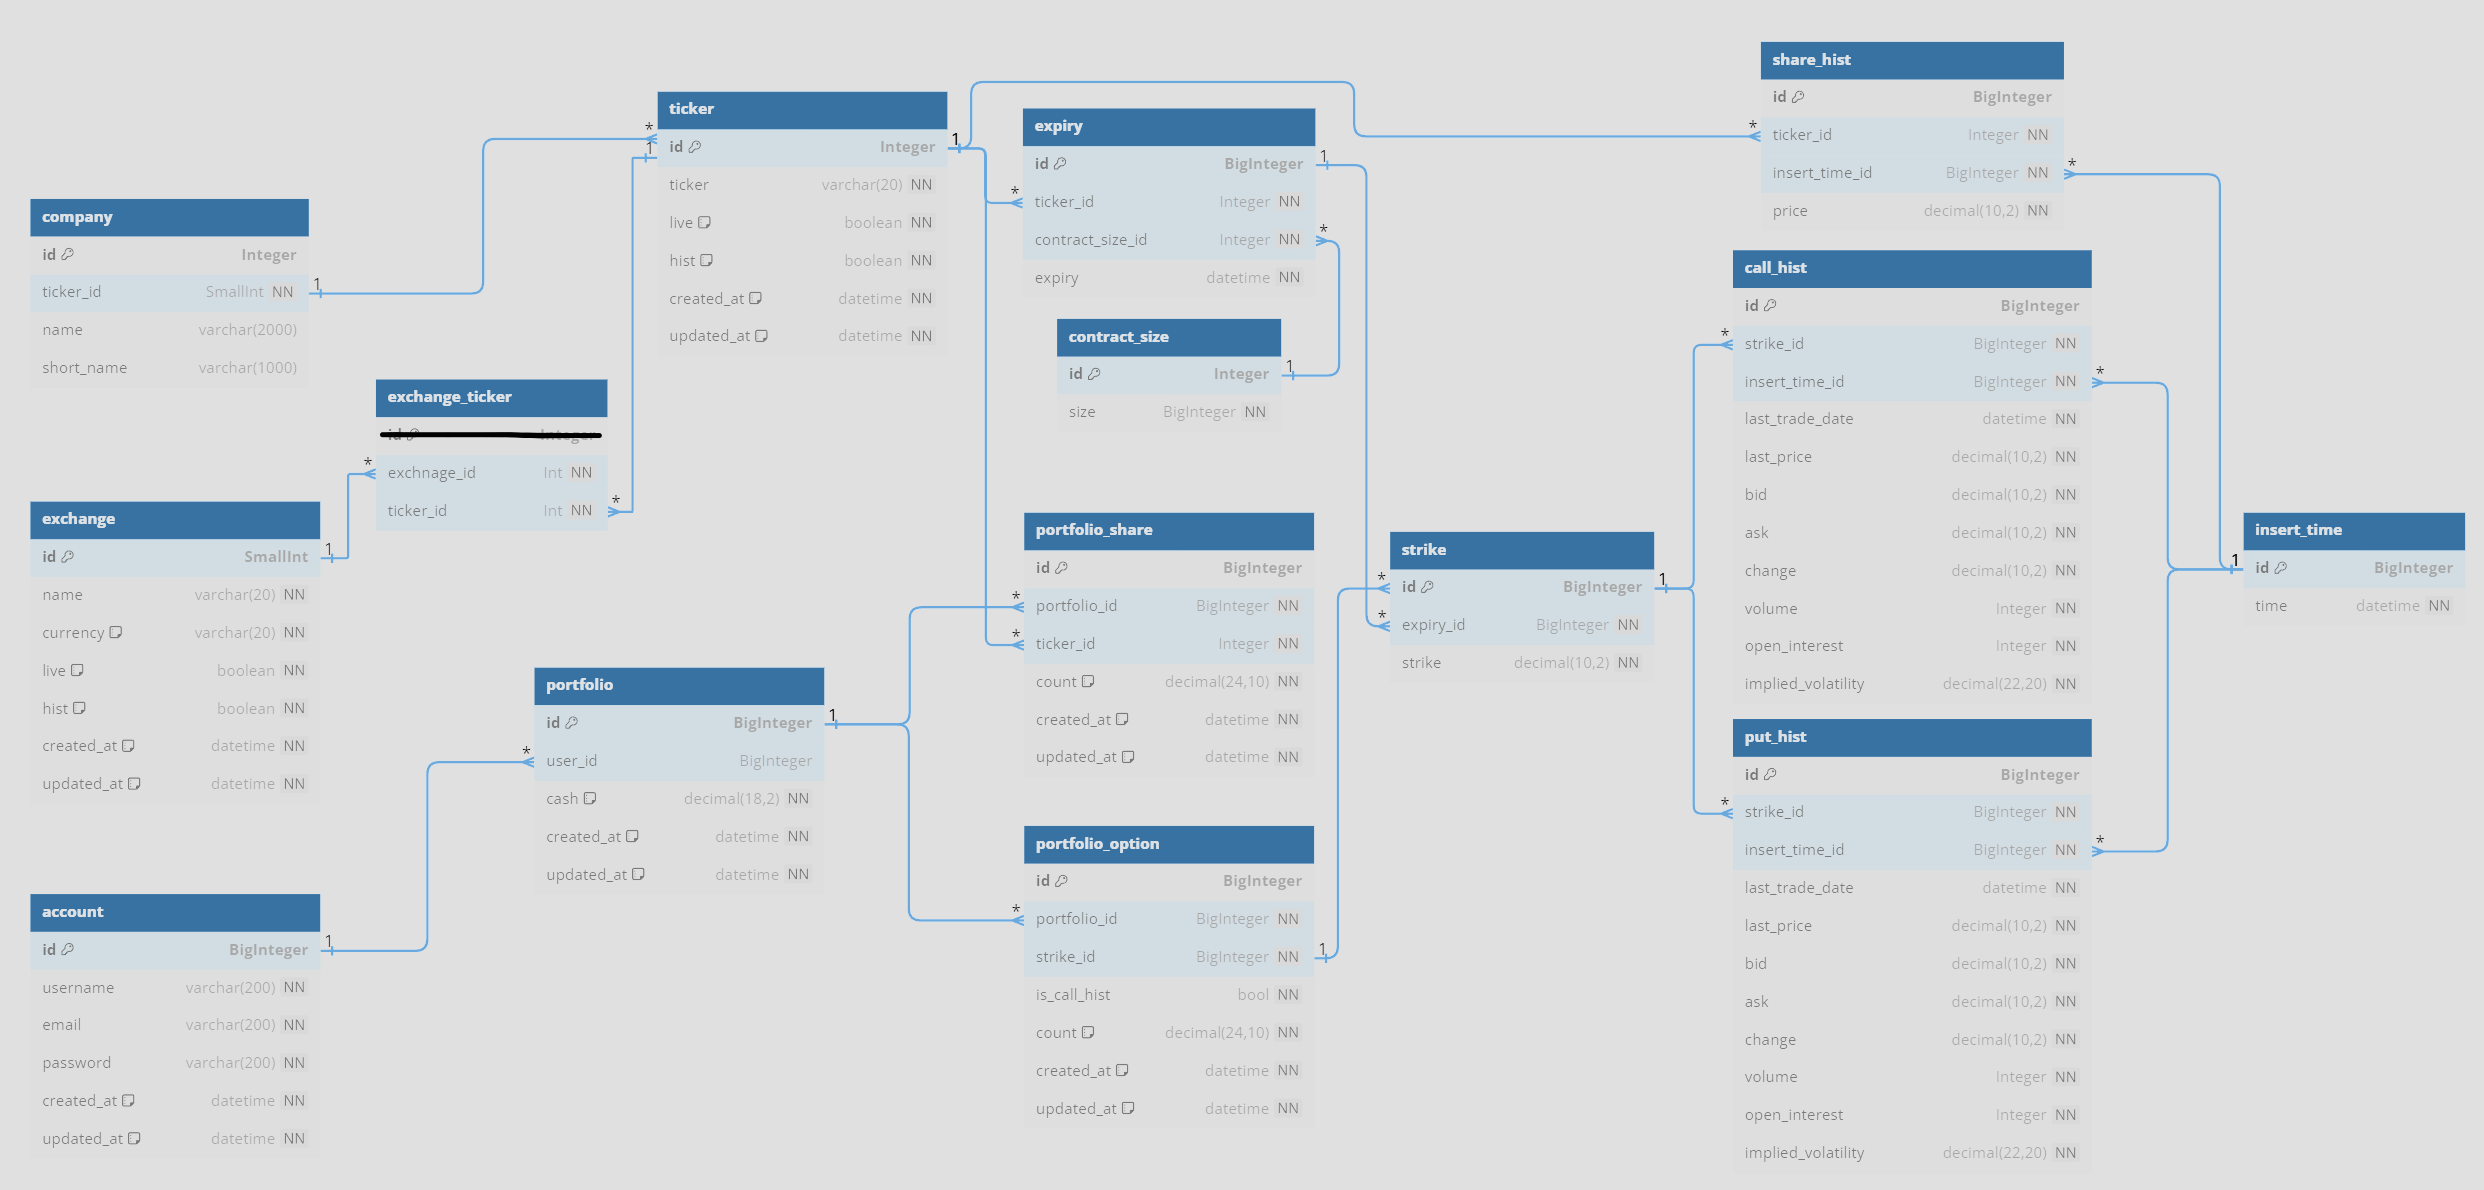 company
id Integer
ticker_id SmallInt NN
name varchar(2000)
short_name varchar(1000)
exchange
id SmallInt
name varchar(20) NN
currency varchar(20) NN
live boolean NN
hist boolean NN
created_at datetime NN
updated_at datetime NN
account
id BigInteger
username varchar(200) NN
email varchar(200) NN
password varchar(200) NN
created_at datetime NN
updated_at datetime NN
exchange_ticker
id Integer
exchnage_id Int NN
ticker_id Int NN
ticker
id Integer
ticker varchar(20) NN
live boolean NN
hist boolean NN
created_at datetime NN
updated_at datetime NN
portfolio
id BigInteger
user_id BigInteger
cash decimal(18,2) NN
created_at datetime NN
updated_at datetime NN
expiry
id BigInteger
ticker_id Integer NN
contract_size_id Integer NN
expiry datetime NN
contract_size
id Integer
size BigInteger NN
portfolio_share
id BigInteger
portfolio_id BigInteger NN
ticker_id Integer NN
count decimal(24,10) NN
created_at datetime NN
updated_at datetime NN
portfolio_option
id BigInteger
portfolio_id BigInteger NN
strike_id BigInteger NN
is_call_hist bool NN
count decimal(24,10) NN
created_at datetime NN
updated_at datetime NN
strike
id BigInteger
expiry_id BigInteger NN
strike decimal(10,2) NN
share_hist
id BigInteger
ticker_id Integer NN
insert_time_id BigInteger NN
price decimal(10,2) NN
call_hist
id BigInteger
strike_id BigInteger NN
insert_time_id BigInteger NN
last_trade_date datetime NN
last_price decimal(10,2) NN
bid decimal(10,2) NN
ask decimal(10,2) NN
change decimal(10,2) NN
volume Integer NN
open_interest Integer NN
implied_volatility decimal(22,20) NN
put_hist
id BigInteger
strike_id BigInteger NN
insert_time_id BigInteger NN
last_trade_date datetime NN
last_price decimal(10,2) NN
bid decimal(10,2) NN
ask decimal(10,2) NN
change decimal(10,2) NN
volume Integer NN
open_interest Integer NN
implied_volatility decimal(22,20) NN
insert_time
id BigInteger
time datetime NN
1
*
1
1
*
*
1
*
1
1
*
*
1
*
1
*
*
*
1
*
*
1
*
*
*
*
*
*
1